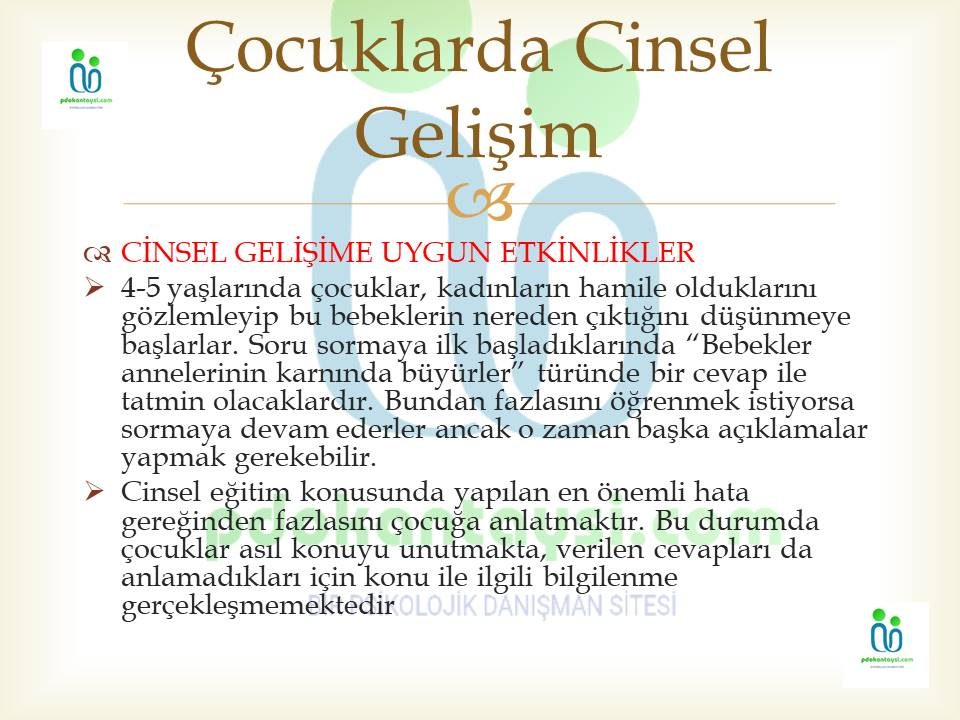 pdokantaysi.com
Çocuklarda Cinsel
Gelişim
CİNSEL GELİŞİME UYGUN ETKİNLİKLER
4-5 yaşlarında çocuklar, kadınların hamile olduklarını
gözlemleyip bu bebeklerin nereden çıktığını düşünmeye
başlarlar. Soru sormaya ilk başladıklarında “Bebekler
annelerinin karnında büyürler” türünde bir cevap ile
tatmin olacaklardır. Bundan fazlasını öğrenmek istiyorsa
sormaya devam ederler ancak o zaman başka açıklamalar
yapmak gerekebilir.
Cinsel eğitim konusunda yapılan en önemli hata
gereğinden fazlasını çocuğa anlatmaktır. Bu durumda
pdokantaysi.com
çocuklar asıl konuyu unutmakta, verilen cevapları da
anlamadıkları için konu ile ilgili bilgilenme
gerçekleşmemektedir
BİR PSİKOLOJİK DANIŞMAN SİTESİ
pdokantaysi.com